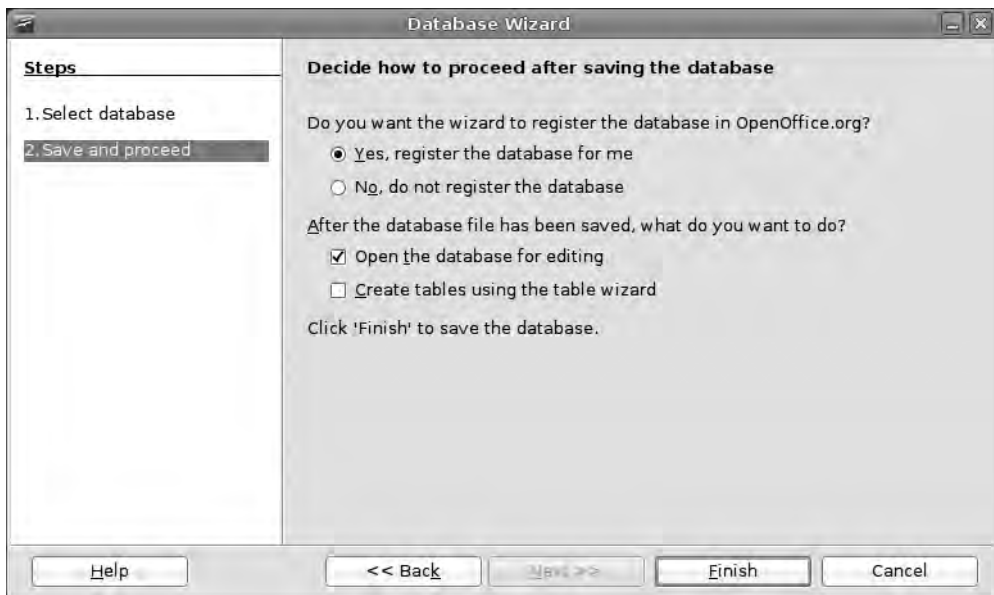 Database Wizard
Steps
1. Select database
2. Save and proceed
Decide how to proceed after saving the database
Do you want the wizard to register the database in OpenOffice.org?
Yes, register the database for me
No, do not register the database
After the database file has been saved, what do you want to do?
Open the database for editing
Create tables using the table wizard
Click 'Finish' to save the database.
Help
<< Back
Next >>
Finish
Cancel